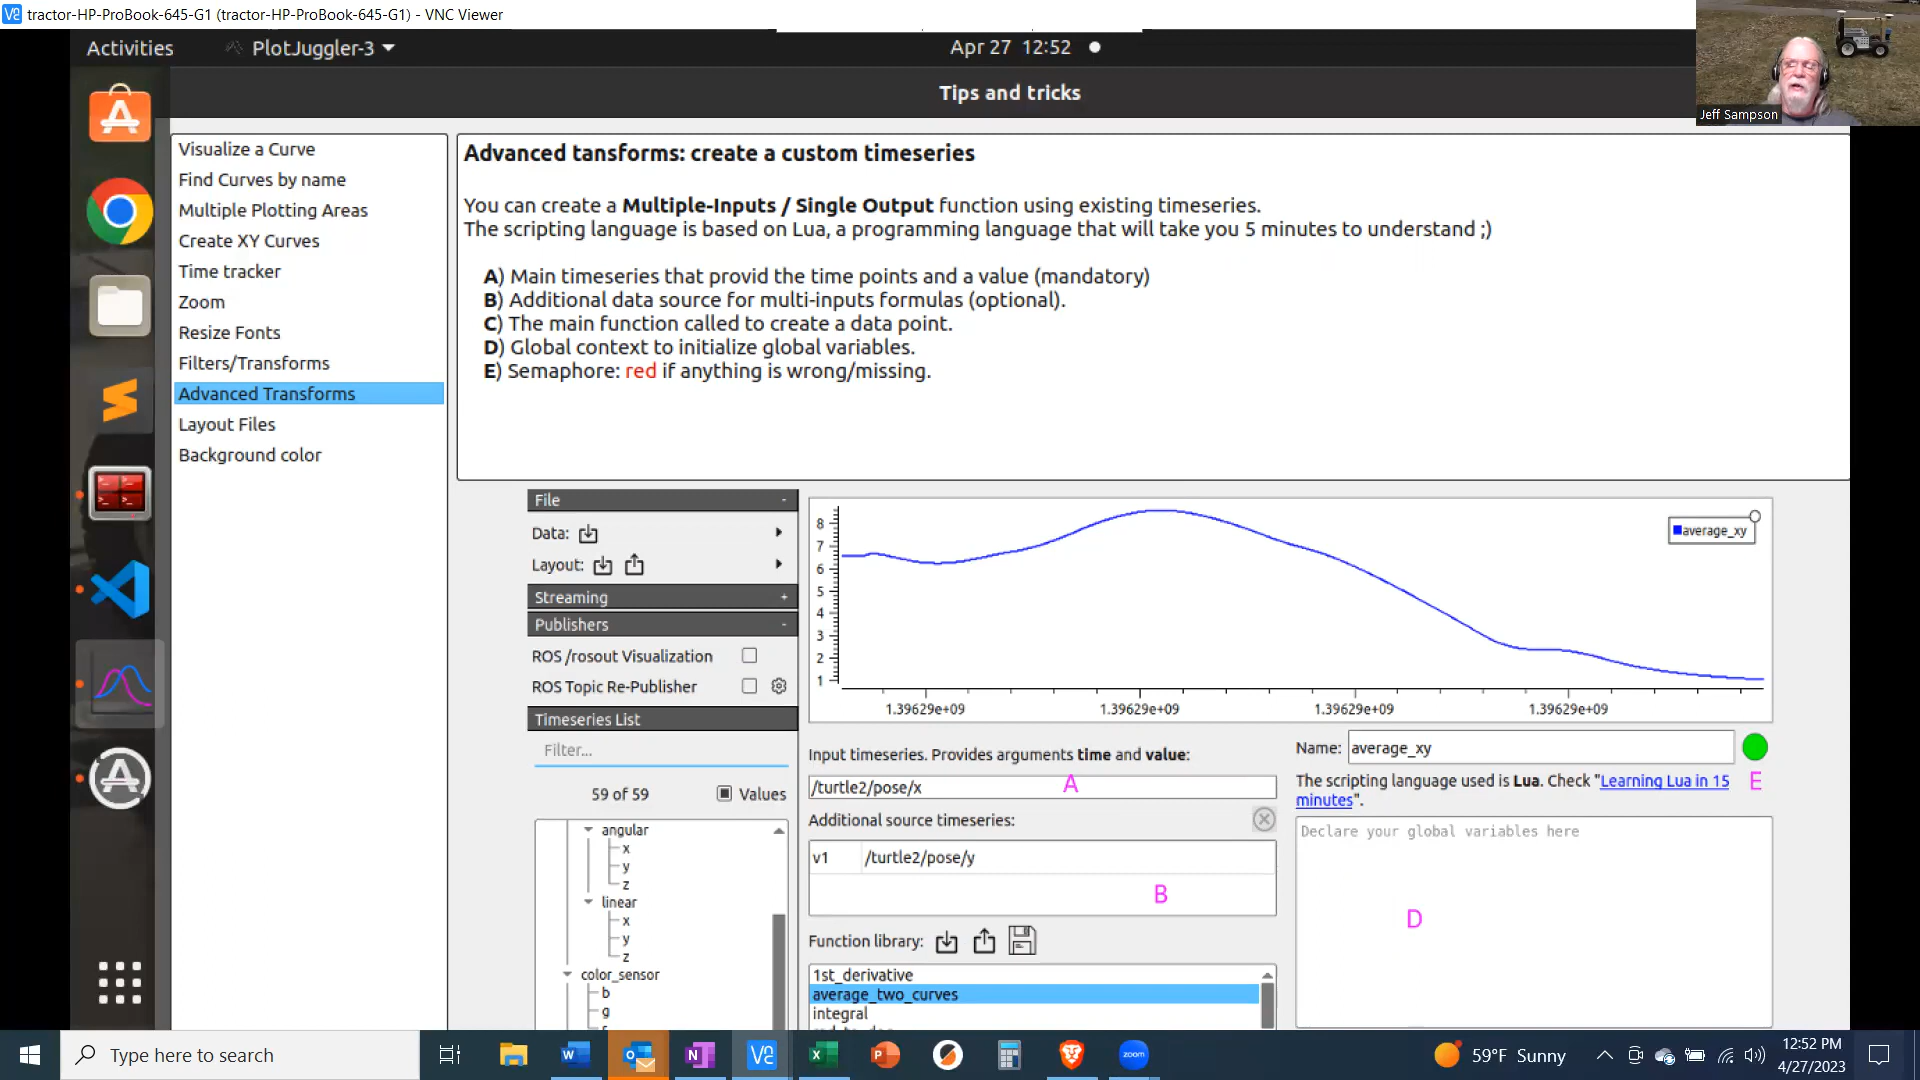 tractor-HP-ProBook-645-G1 (tractor-HP-ProBook-645-G1) - VNC Viewer
Activities
PlotJuggler-3
Apr 27 12:52
Jeff Sampson
Tips and tricks
Visualize a Curve
Find Curves by name
Multiple Plotting Areas
Create XY Curves
Time tracker
Zoom
Resize Fonts
Filters/Transforms
Advanced Transforms
Layout Files
Background color
Advanced tansforms: create a custom timeseries
You can create a Multiple-Inputs / Single Output function using existing timeseries.
The scripting language is based on Lua, a programming language that will take you 5 minutes to understand ;)
A) Main timeseries that provid the time points and a value (mandatory)
B) Additional data source for multi-inputs formulas (optional).
C) The main function called to create a data point.
D) Global context to initialize global variables.
E) Semaphore: red if anything is wrong/missing.
File -
Data:
Layout:
Streaming +
Publishers -
ROS /rosout Visualization
ROS Topic Re-Publisher
Timeseries List
Filter...
59 of 59
Values
angular
x
y
z
linear
x
y
z
color_sensor
b
g
8
7
6
5
4
3
2
1
average_xy
1.39629e+09
1.39629e+09
1.39629e+09
1.39629e+09
Input timeseries. Provides arguments time and value:
/turtle2/pose/x
A
Additional source timeseries:
v1 /turtle2/pose/y
B
Function library:
1st_derivative
average_two_curves
integral
Name: average_xy
The scripting language used is Lua. Check "Learning Lua in 15
minutes".
E
Declare your global variables here
D
Type here to search
zoom
59°F Sunny
12:52 PM
4/27/2023